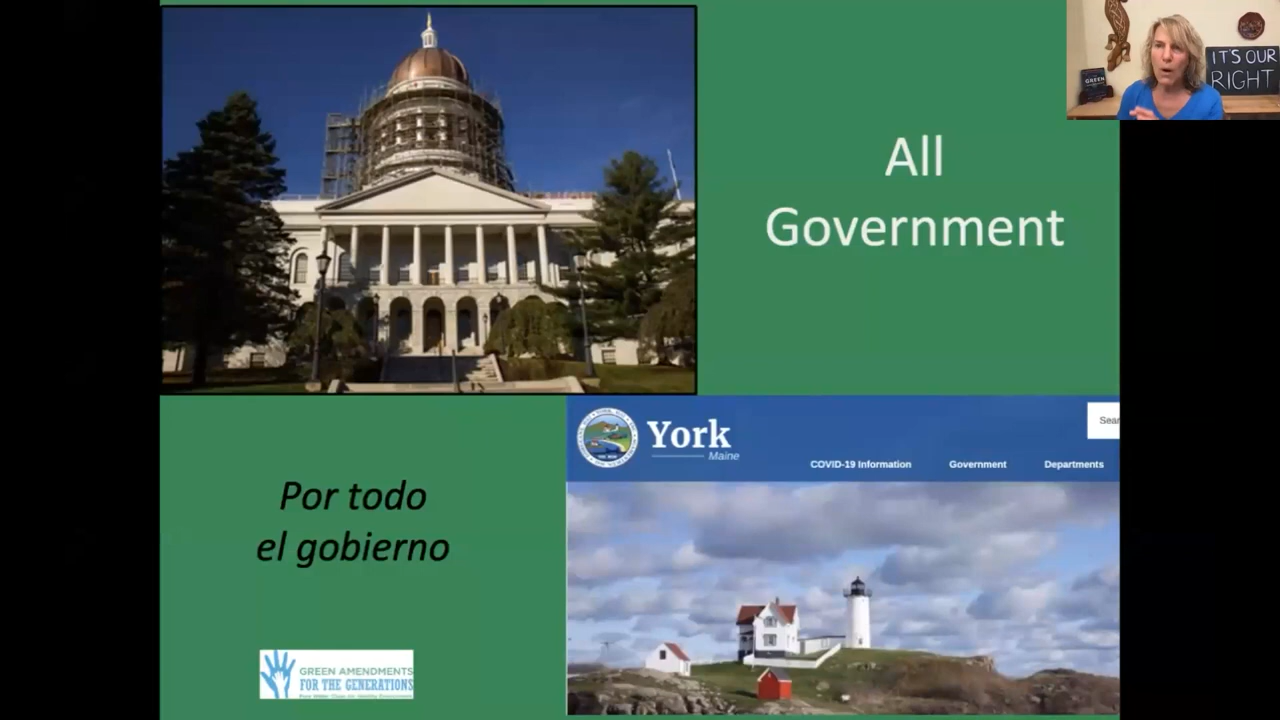 IT'S OUR
RIGHT
GREEN
All
Government
York
Maine
Sear
COVID-19 Information
Government
Departments
Por todo
el gobierno
GREEN AMENDMENTS
FOR THE GENERATIONS